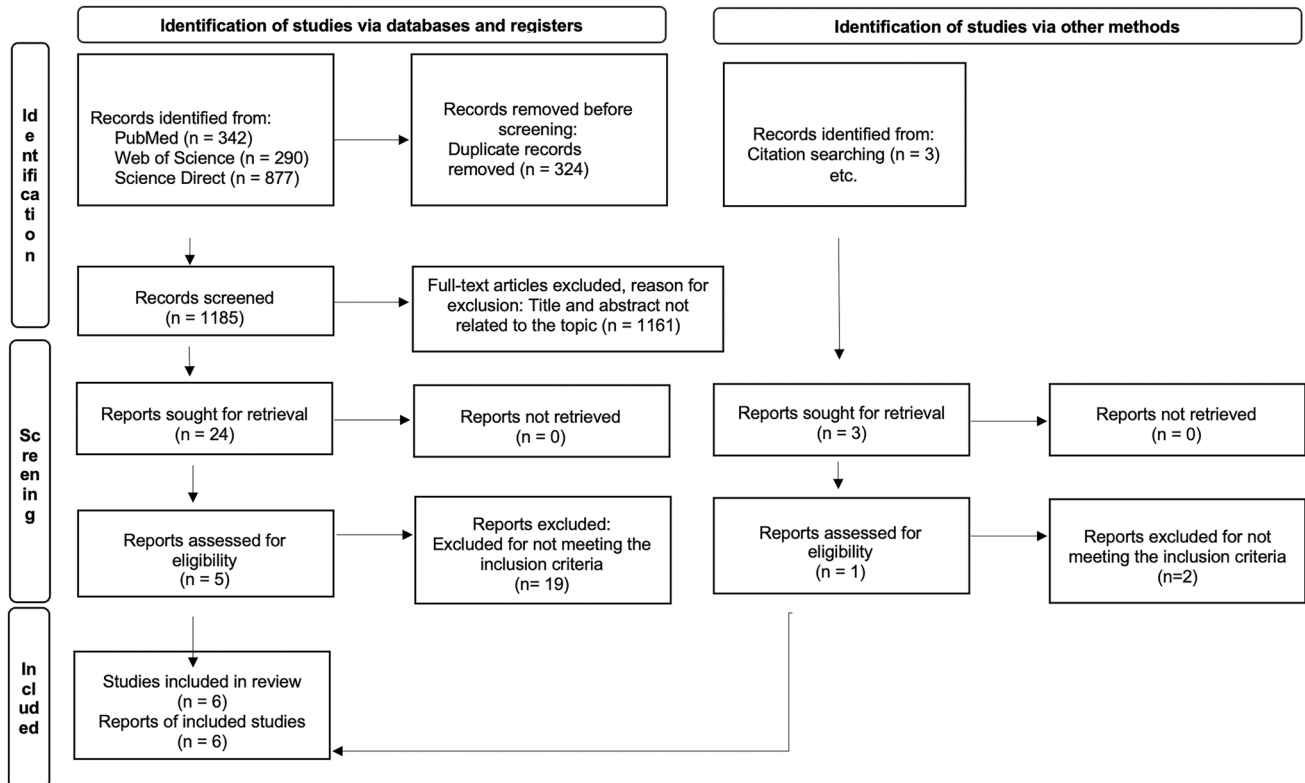 Identification of studies via databases and registers
Identification of studies via other methods
Id
e
nt
ifi
ca
ti
o
n
Records identified from:
PubMed (n = 342)
Web of Science (n = 290)
Science Direct (n = 877)
Records removed before
screening:
Duplicate records
removed (n = 324)
Records identified from:
Citation searching (n = 3)
etc.
Records screened
(n = 1185)
Full-text articles excluded, reason for
exclusion: Title and abstract not
related to the topic (n = 1161)
Sc
re
en
in
g
Reports sought for retrieval
(n = 24)
Reports not retrieved
(n = 0)
Reports sought for retrieval
(n = 3)
Reports not retrieved
(n = 0)
Reports assessed for
eligibility
(n = 5)
Reports excluded:
Excluded for not meeting the
inclusion criteria
(n= 19)
Reports assessed for
eligibility
(n = 1)
Reports excluded for not
meeting the inclusion criteria
(n=2)
In
cl
ud
ed
Studies included in review
(n = 6)
Reports of included studies
(n = 6)